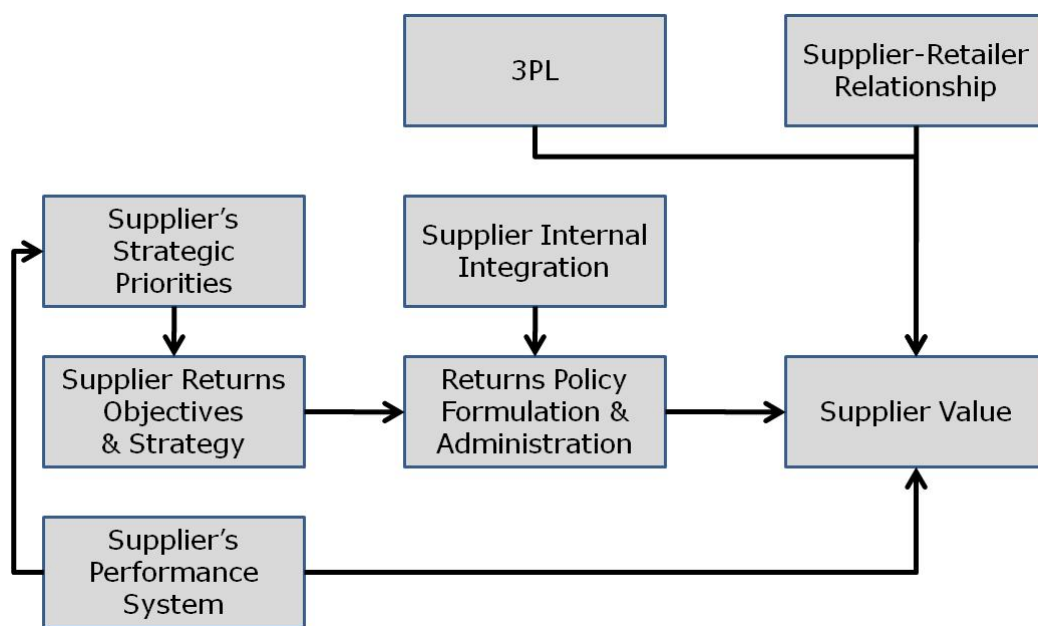 3PL
Supplier-Retailer
Relationship
Supplier’s
Strategic
Priorities
Supplier Internal
Integration
Supplier Returns
Objectives
& Strategy
Returns Policy
Formulation &
Administration
Supplier Value
Supplier’s
Performance
System